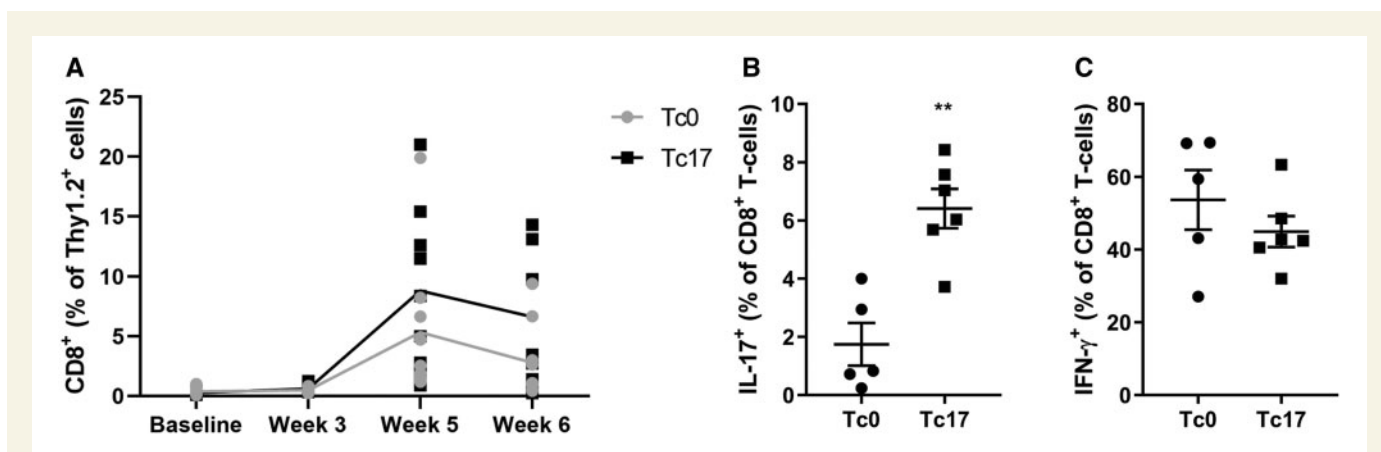 A
CD8+ (% of Thy1.2+ cells)
25
20
15
10
5
0
Baseline Week 3 Week 5 Week 6
Tc0
Tc17
B
IL-17+ (% of CD8+ T-cells)
10
8
6
4
2
0
**
Tc0 Tc17
C
IFN-γ+ (% of CD8+ T-cells)
80
60
40
20
0
Tc0 Tc17